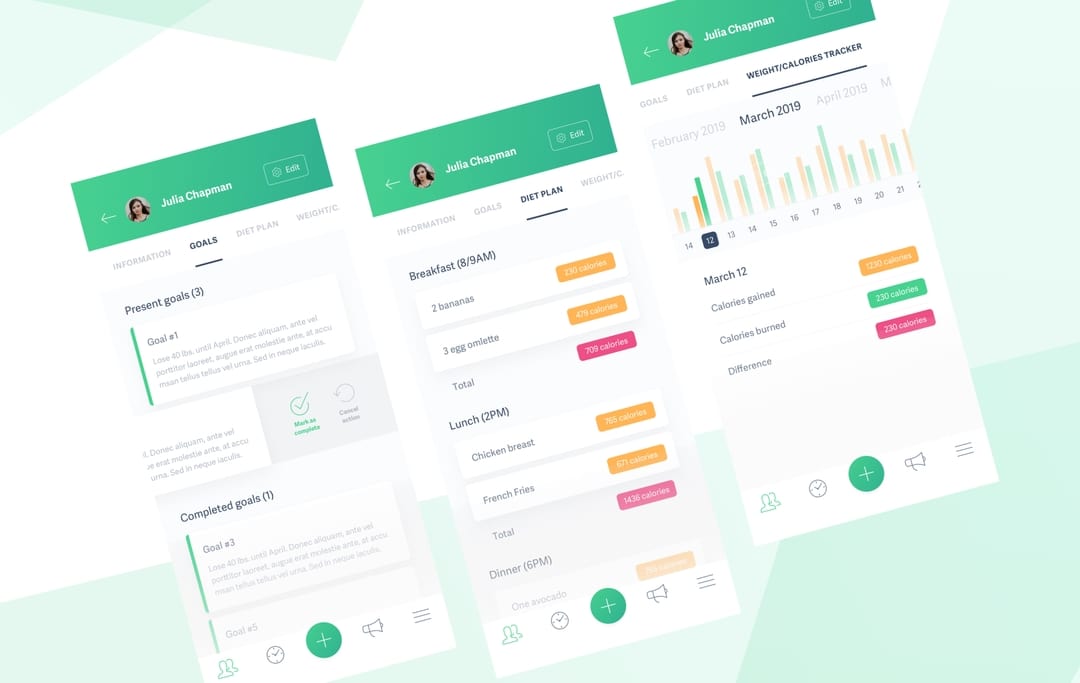 Julia Chapman
Edit
INFORMATION GOALS DIET PLAN WEIGHT/C.
Present goals (3)
Goal #1
Lose 40 lbs. until April. Donec aliquam, ante vel
porttitor laoreet, augue erat molestie ante, at accu
msan tellus tellus vel urna. Sed in neque iaculis.
Donec aliquam, ante vel
erat molestie ante, at accu
urna. Sed in neque iaculis.
Mark as
complete
Cancel
action
Completed goals (1)
Goal #3
Lose 40 lbs. until April. Donec aliquam, ante vel
porttitor laoreet, augue erat molestie ante, at accu
msan tellus tellus vel urna. Sed in neque iaculis.
Goal #5
Julia Chapman
Edit
INFORMATION GOALS DIET PLAN WEIGHT/C.
Breakfast (8/9AM)
2 bananas 230 calories
3 egg omlette 479 calories
Total 709 calories
Lunch (2PM)
Chicken breast 765 calories
French Fries 671 calories
Total 1436 calories
Dinner (6PM)
One avocado 765 calories
Julia Chapman
Edit
GOALS DIET PLAN WEIGHT/CALORIES TRACKER
February 2019 March 2019 April 2019 M
14 12 13 14 15 16 17 18 19 20 21
March 12
Calories gained 1230 calories
Calories burned 230 calories
Difference 230 calories